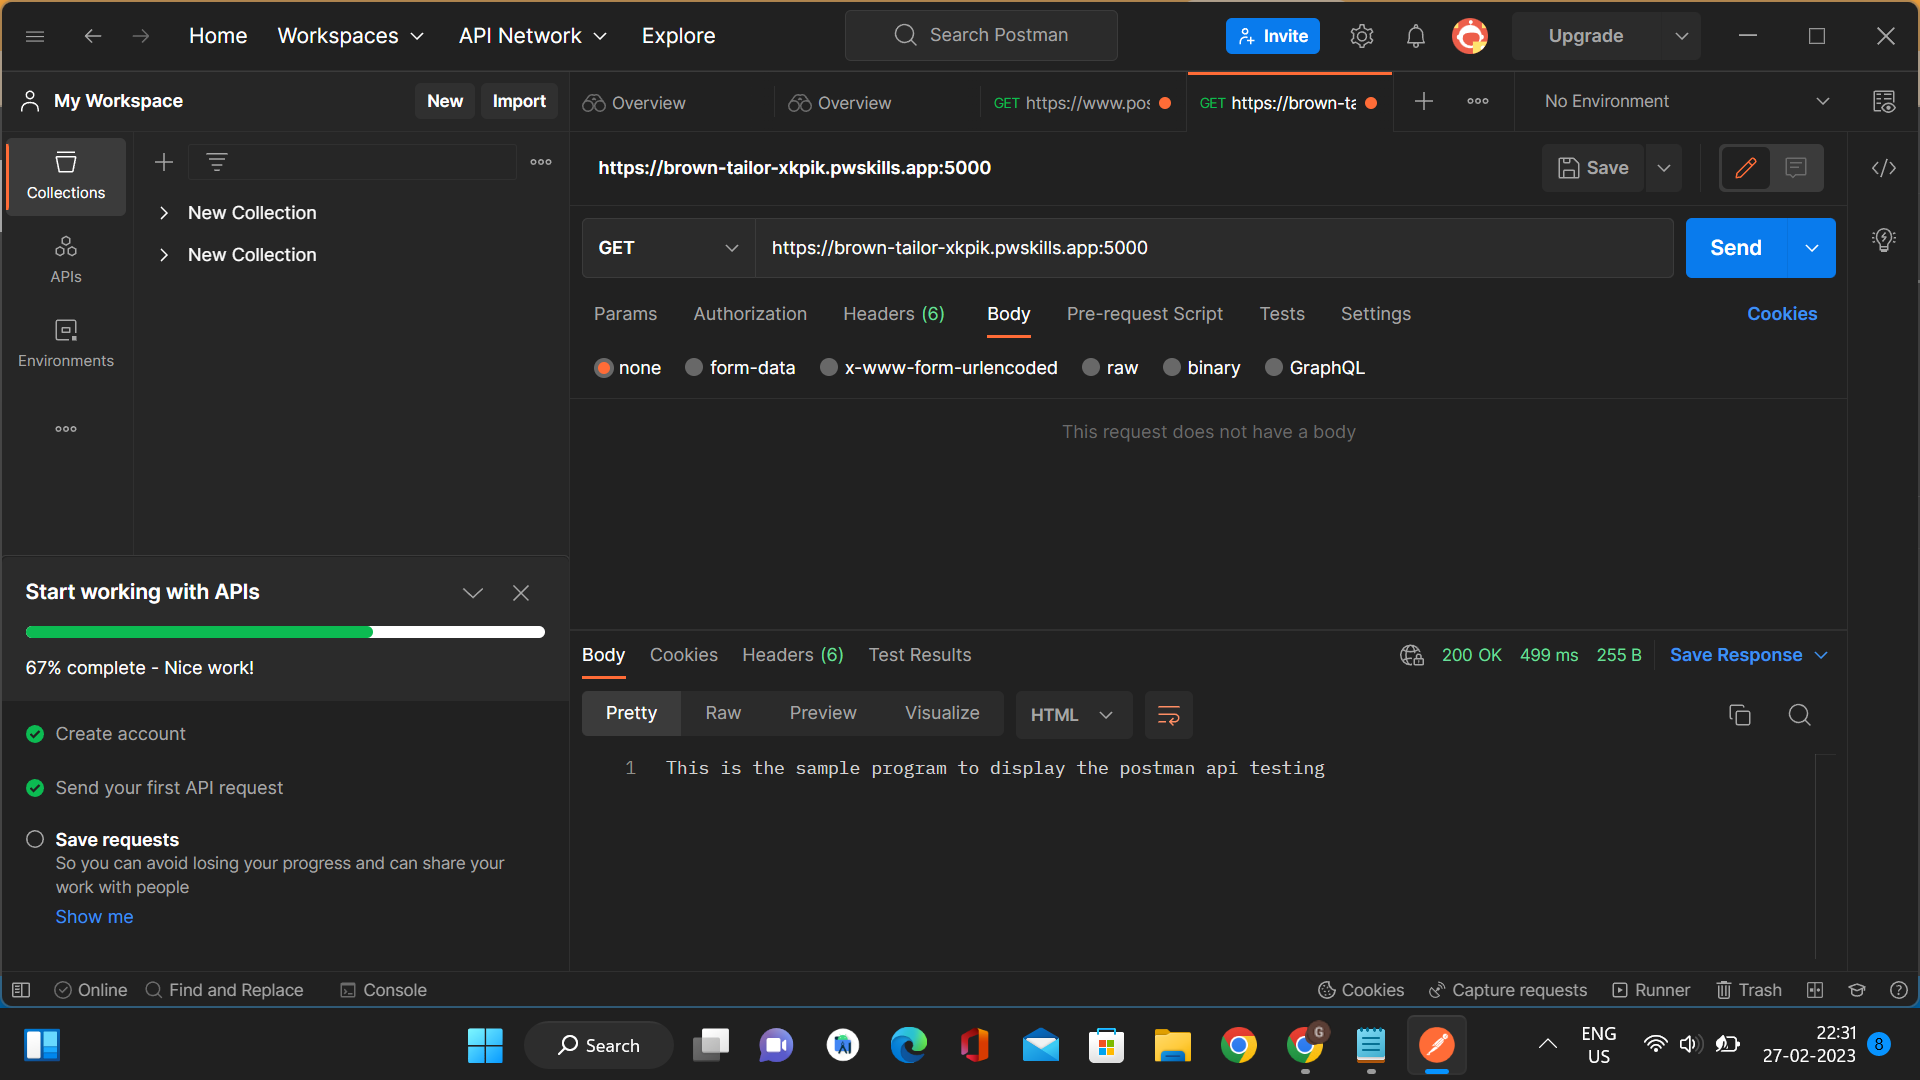 Home
Workspaces
API Network
Explore
Search Postman
Invite
Upgrade
My Workspace
New
Import
Overview
Overview
GET https://www.pos
GET https://brown-ta
No Environment
Collections
APIs
Environments
New Collection
New Collection
https://brown-tailor-xkpik.pwskills.app:5000
Save
GET
https://brown-tailor-xkpik.pwskills.app:5000
Send
Params
Authorization
Headers (6)
Body
Pre-request Script
Tests
Settings
Cookies
none
form-data
x-www-form-urlencoded
raw
binary
GraphQL
This request does not have a body
Start working with APIs
67% complete - Nice work!
Create account
Send your first API request
Save requests
So you can avoid losing your progress and can share your
work with people
Show me
Body
Cookies
Headers (6)
Test Results
200 OK
499 ms
255 B
Save Response
Pretty
Raw
Preview
Visualize
HTML
1 This is the sample program to display the postman api testing
Online
Find and Replace
Console
Cookies
Capture requests
Runner
Trash
Search
G
ENG
US
22:31
27-02-2023
8